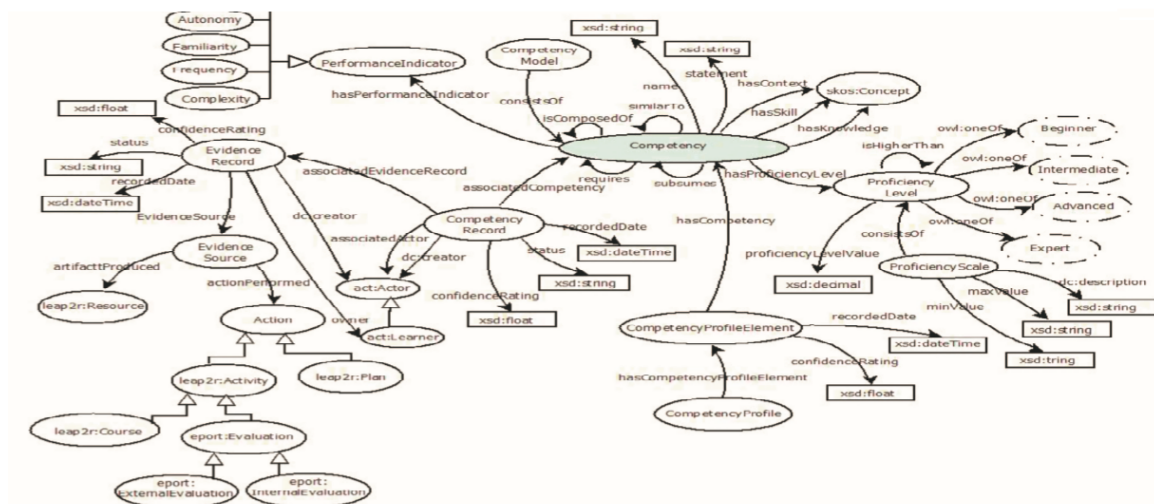 Autonomy
Familiarity
Frequency
Complexity
PerformanceIndicator
hasPerformanceIndicator
Competency
Model
consistsOf
xsd:string
name
xsd:string
statement
hasContext
skos:Concept
hasSkill
hasKnowledge
similarTo
isComposedOf
Competency
requires
subsumes
hasProficiencyLevel
isHigherThan
owl:oneOf
Beginner
owl:oneOf
Intermediate
owl:oneOf
Advanced
owl:oneOf
Expert
Proficiency
Level
consistsOf
proficiencyLevelValue
xsd:decimal
ProficiencyScale
dc:description
xsd:string
maxValue
xsd:string
minValue
xsd:tring
xsd:float
confidenceRating
status
xsd:string
recordedDate
xsd:dateTime
Evidence
Record
associatedEvidenceRecord
associatedCompetency
EvidenceSource
dc:creator
Competency
Record
associatedActor
dc:creator
recordedDate
xsd:dateTime
status
xsd:string
confidenceRating
xsd:float
hasCompetency
Evidence
Source
artifacttProduced
leap2r:Resource
actionPerformed
Action
owner
act:Actor
act:Learner
leap2r:Activity
leap2r:Plan
leap2r:Course
eport:Evaluation
eport:
ExternalEvaluation
eport:
InternalEvaluation
CompetencyProfileElement
recordedDate
xsd:dateTime
confidenceRating
xsd:float
hasCompetencyProfileElement
CompetencyProfile